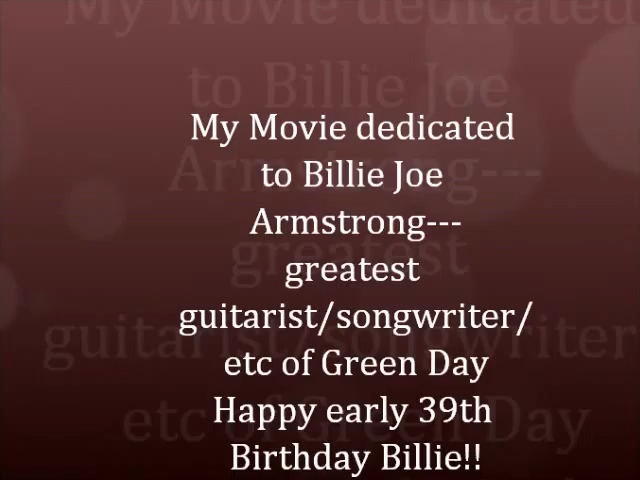 My Movie dedicated
to Billie Joe
Armstrong---
greatest
guitarist/songwriter/
etc of Green Day
Happy early 39th
Birthday Billie!!